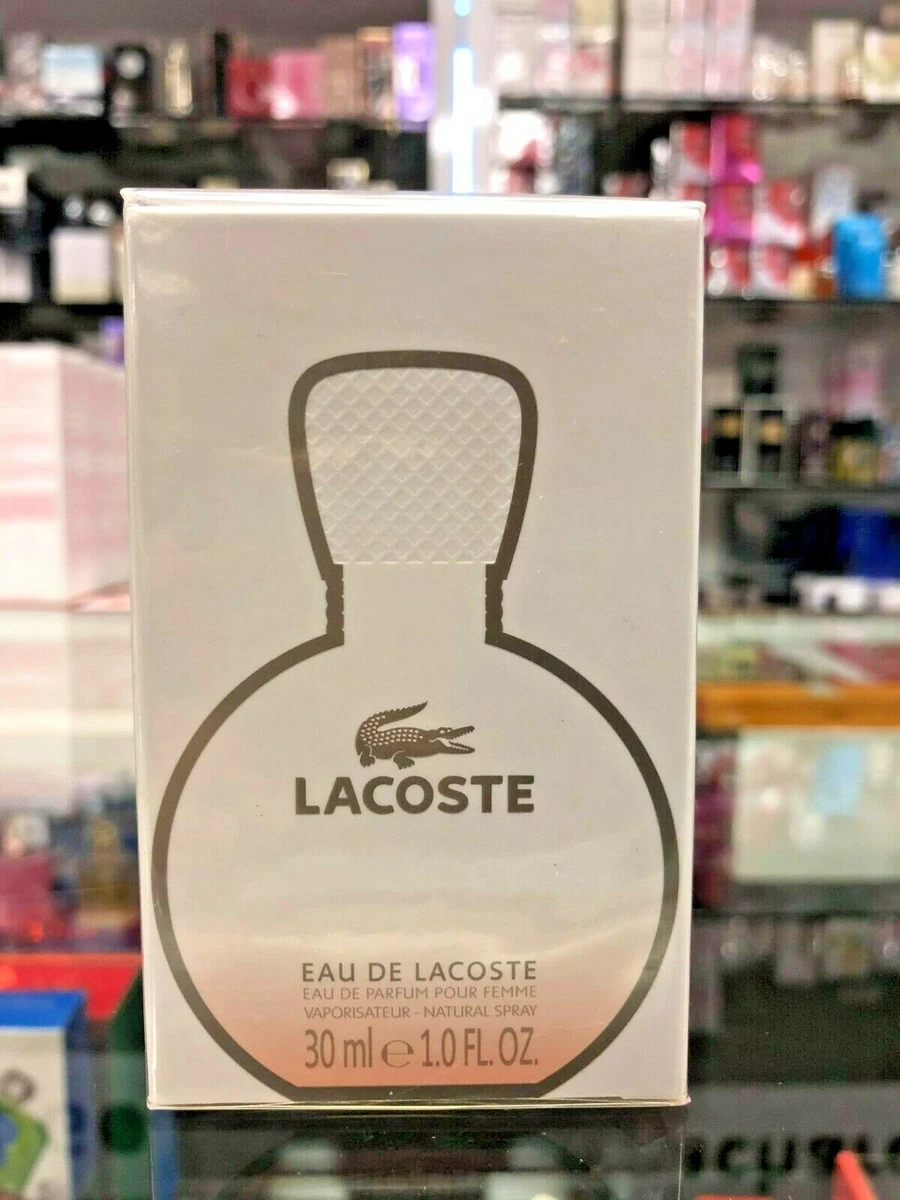 LACOSTE
EAU DE LACOSTE
EAU DE PARFUM POUR FEMME
VAPORISATEUR - NATURAL SPRAY
30 ml ℮ 1.0 FL. OZ.